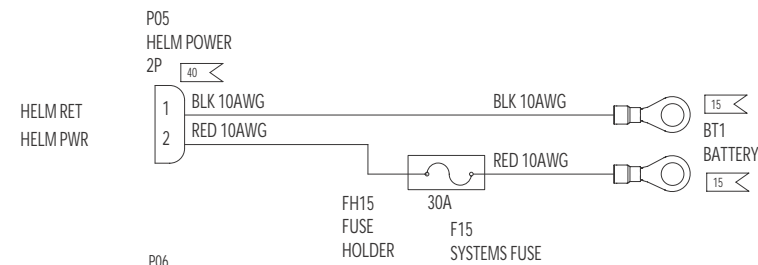 P05
HELM POWER
2P
40
HELM RET
1
BLK 10AWG
BLK 10AWG
15
HELM PWR
2
RED 10AWG
BT1
BATTERY
RED 10AWG
15
FH15
FUSE
HOLDER
30A
F15
SYSTEMS FUSE
P06